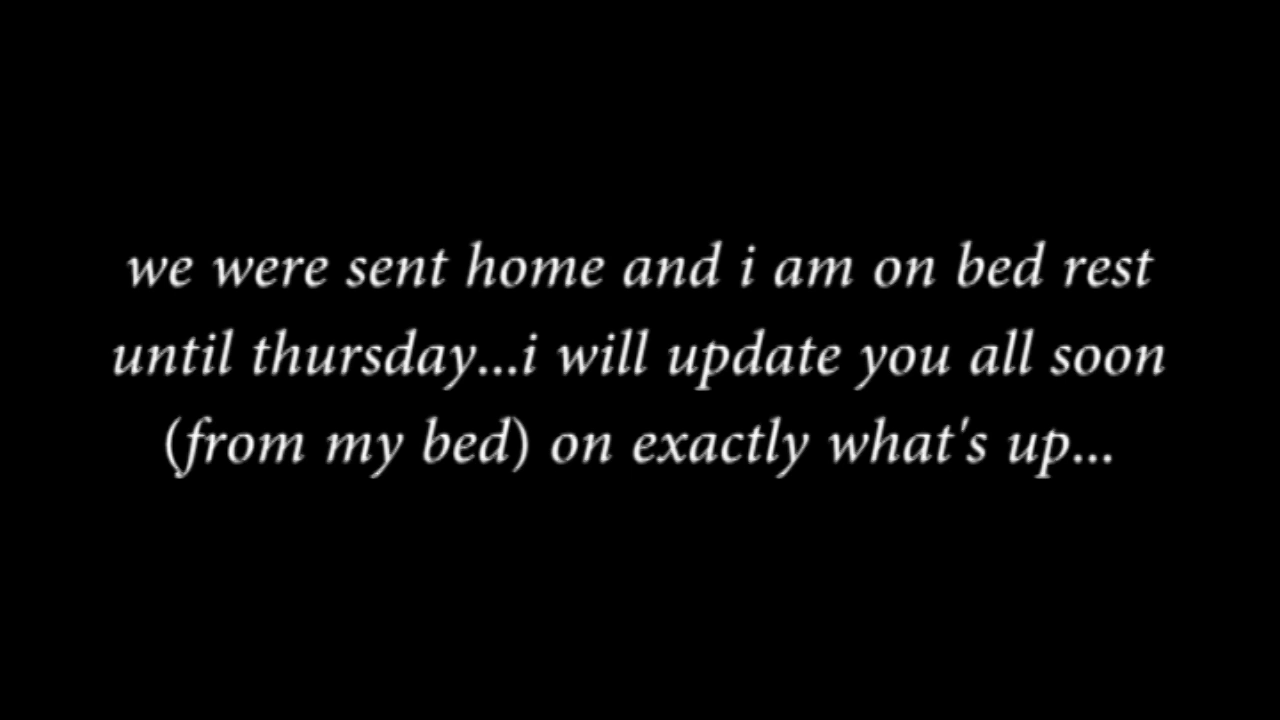 we were sent home and i am on bed rest
until thursday...i will update you all soon
(from my bed) on exactly what's up...